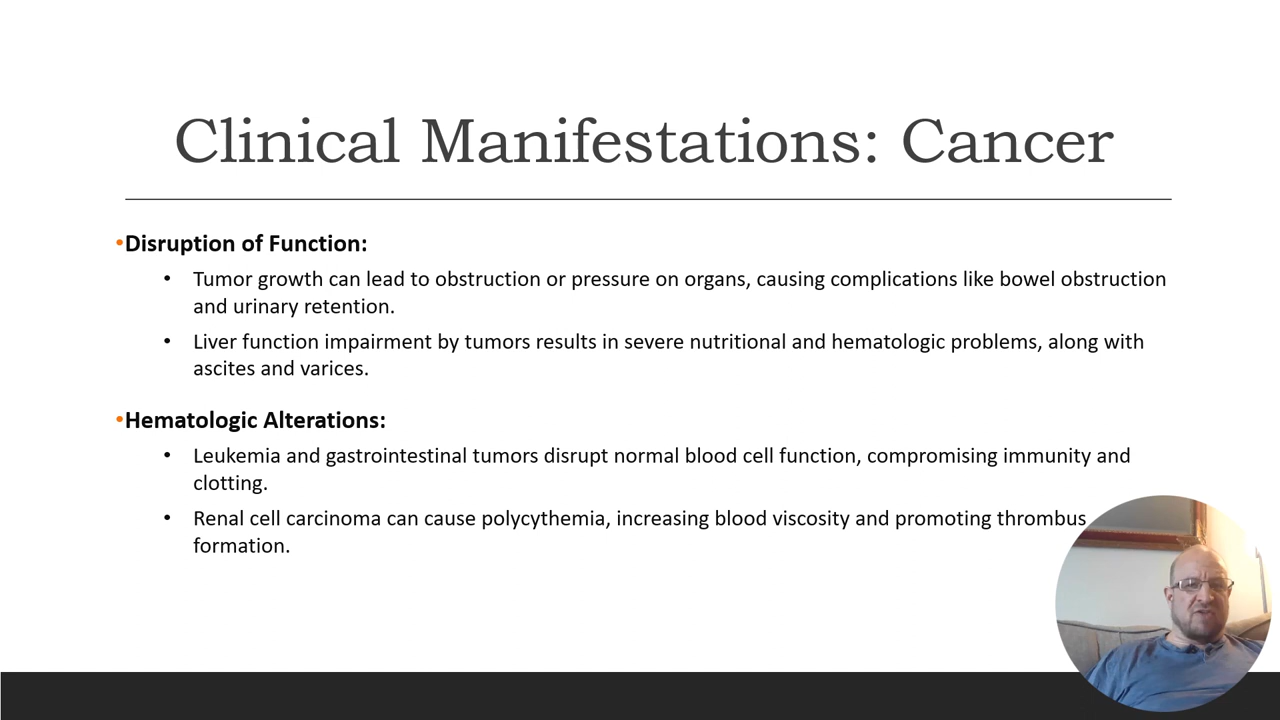 Clinical Manifestations: Cancer
•Disruption of Function:
• Tumor growth can lead to obstruction or pressure on organs, causing complications like bowel obstruction
and urinary retention.
• Liver function impairment by tumors results in severe nutritional and hematologic problems, along with
ascites and varices.
•Hematologic Alterations:
• Leukemia and gastrointestinal tumors disrupt normal blood cell function, compromising immunity and
clotting.
• Renal cell carcinoma can cause polycythemia, increasing blood viscosity and promoting thrombus
formation.